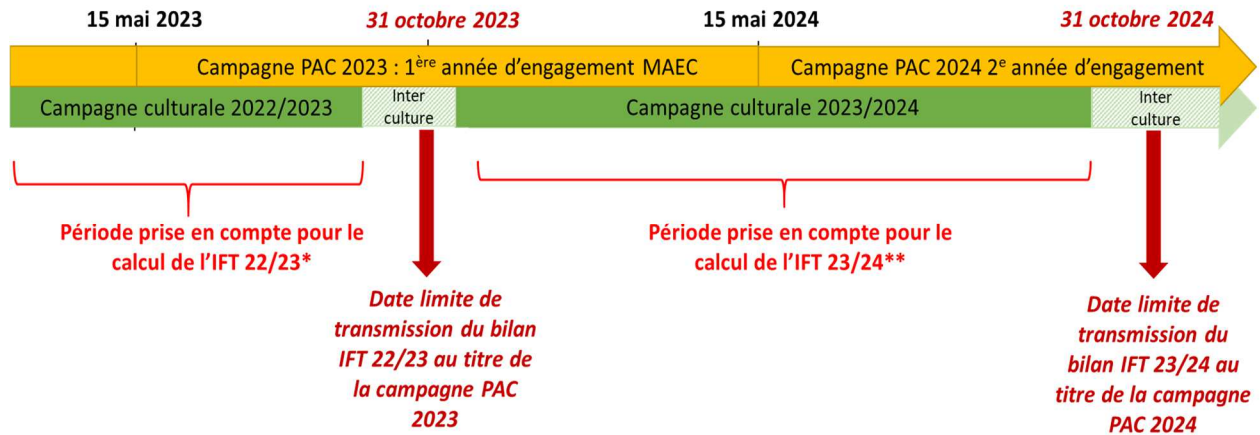 15 mai 2023
31 octobre 2023
15 mai 2024
31 octobre 2024
Campagne PAC 2023 : 1ère année d’engagement MAEC
Campagne PAC 2024 2e année d’engagement
Campagne culturale 2022/2023
Inter
culture
Campagne culturale 2023/2024
Inter
culture
Période prise en compte pour le
calcul de l’IFT 22/23*
Période prise en compte pour le
calcul de l’IFT 23/24**
Date limite de
transmission du bilan
IFT 22/23 au titre de
la campagne PAC
2023
Date limite de
transmission du
bilan IFT 23/24 au
titre de la campagne
PAC 2024